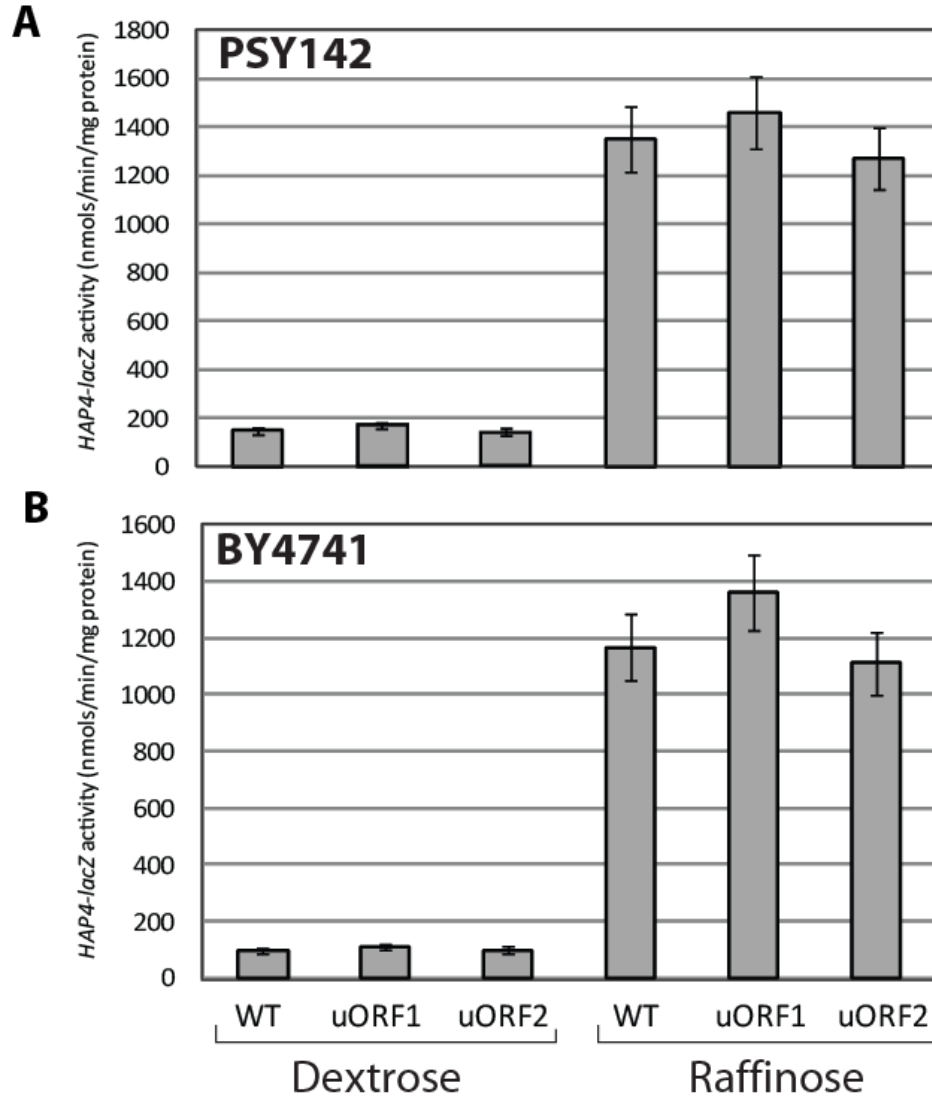 A
PSY142
HAP4-lacZ activity (nmols/min/mg protein)
1800
1600
1400
1200
1000
800
600
400
200
0
B
BY4741
HAP4-lacZ activity (nmols/min/mg protein)
1600
1400
1200
1000
800
600
400
200
0
WT uORF1 uORF2 WT uORF1 uORF2
Dextrose Raffinose